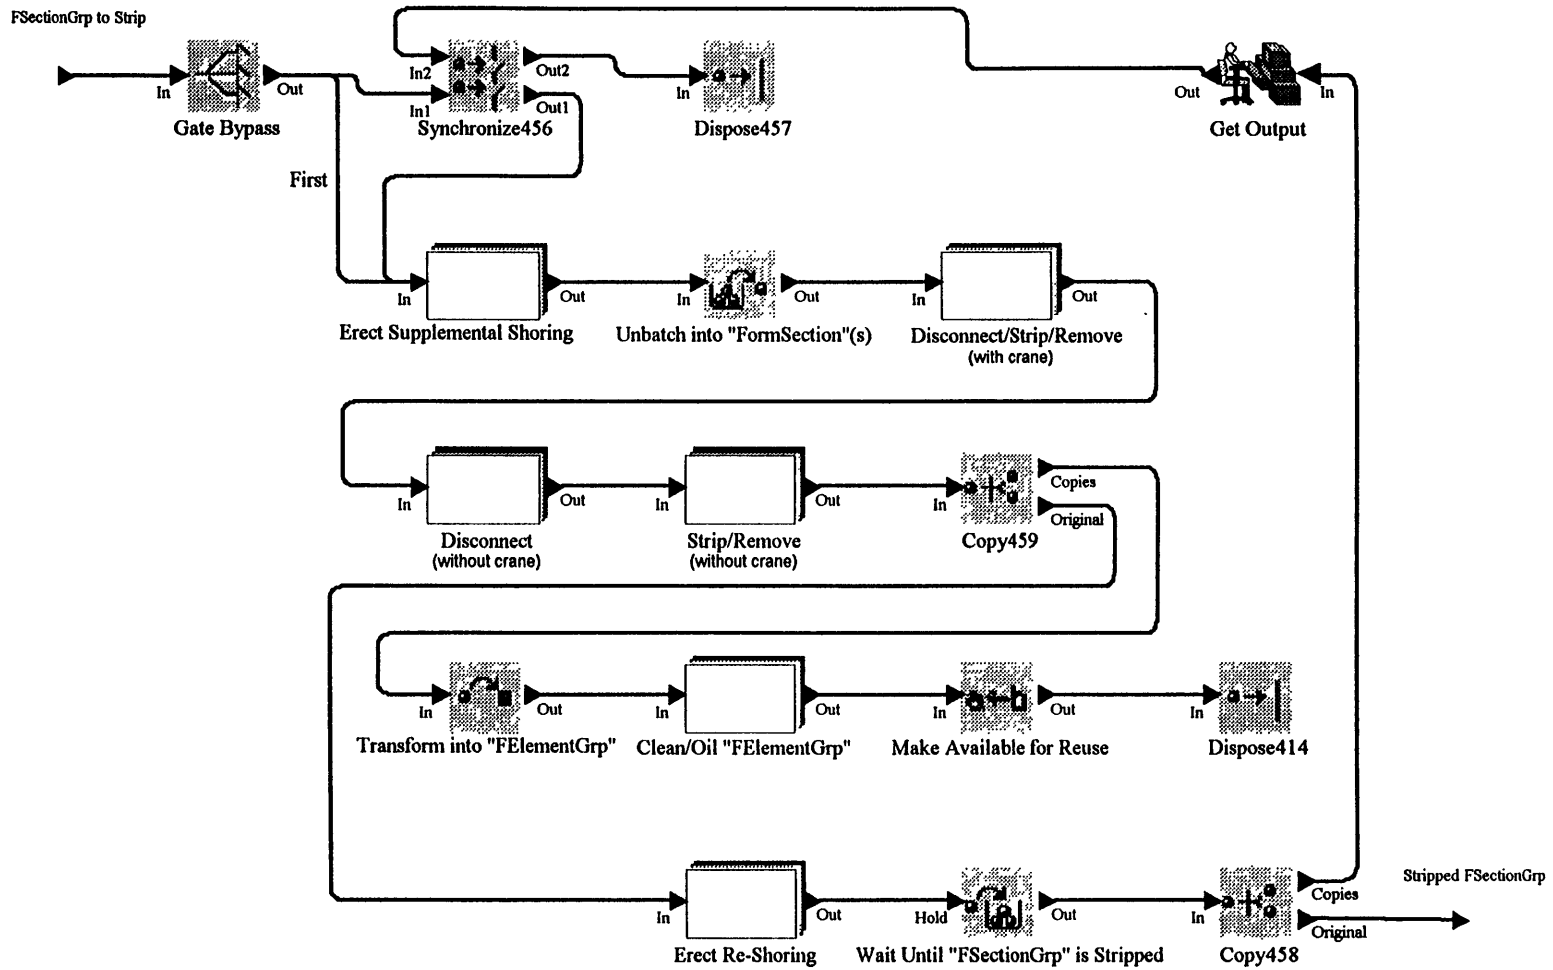 FSectionGrp to Strip
In
Out
Gate Bypass
In2
In1
Out2
Out1
Synchronize456
In
Dispose457
Out
In
Get Output
First
In
Out
Erect Supplemental Shoring
In
Out
Unbatch into "FormSection"(s)
In
Out
Disconnect/Strip/Remove
(with crane)
In
Out
Disconnect
(without crane)
In
Out
Strip/Remove
(without crane)
In
Copies
Original
Copy459
In
Out
Transform into "FElementGrp"
In
Out
Clean/Oil "FElementGrp"
In
Out
Make Available for Reuse
In
Dispose414
In
Out
Erect Re-Shoring
Hold
Out
Wait Until "FSectionGrp" is Stripped
In
Copies
Original
Copy458
Stripped FSectionGrp